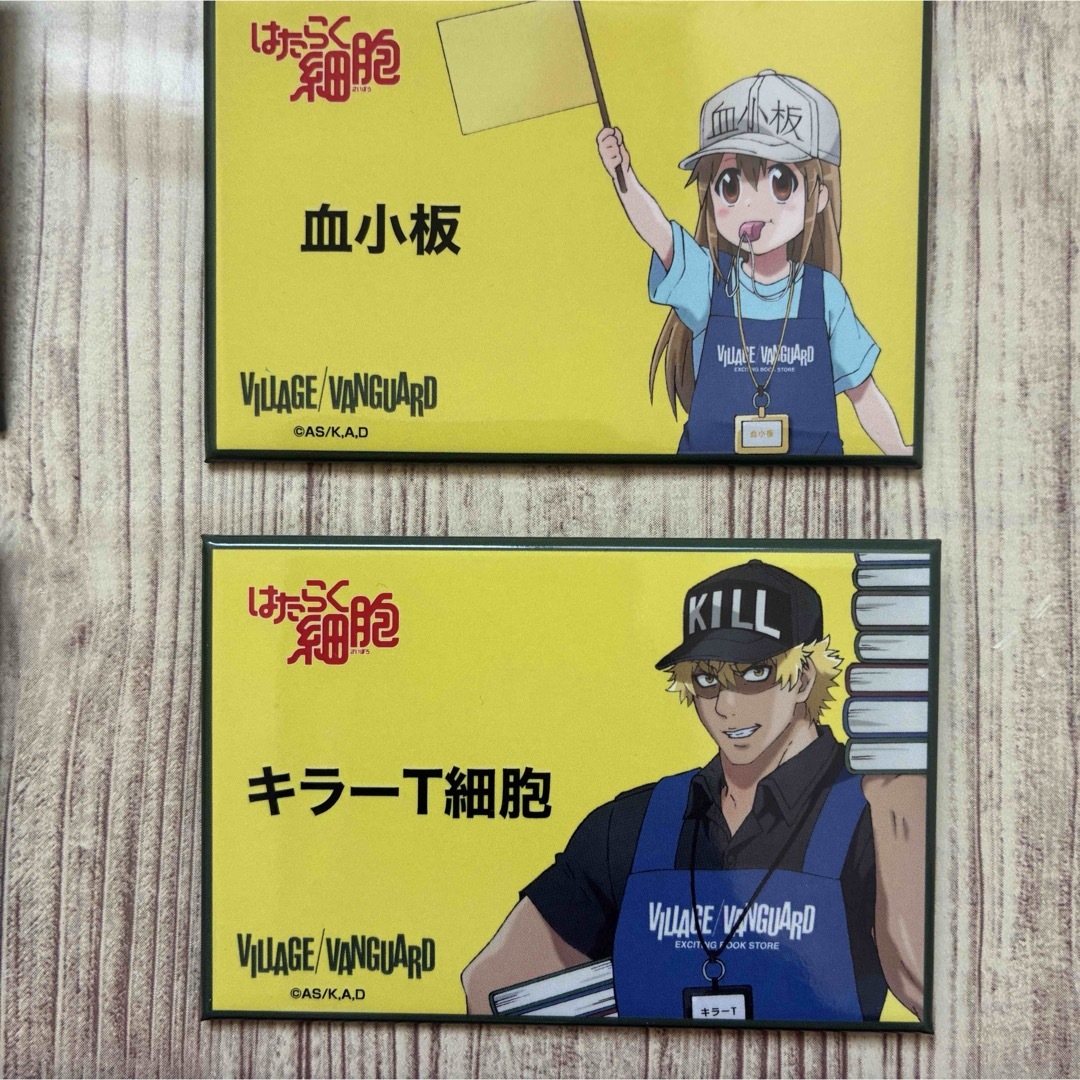 はたらく
細胞
さいぼう
血小板
血小板
VILLAGE/VANGUARD
EXCITING BOOK STORE
血小板
VILLAGE/VANGUARD
©AS/K,A,D
はたらく
細胞
さいぼう
KILL
キラーT細胞
VILLAGE/VANGUARD
EXCITING BOOK STORE
キラーT
VILLAGE/VANGUARD
©AS/K,A,D